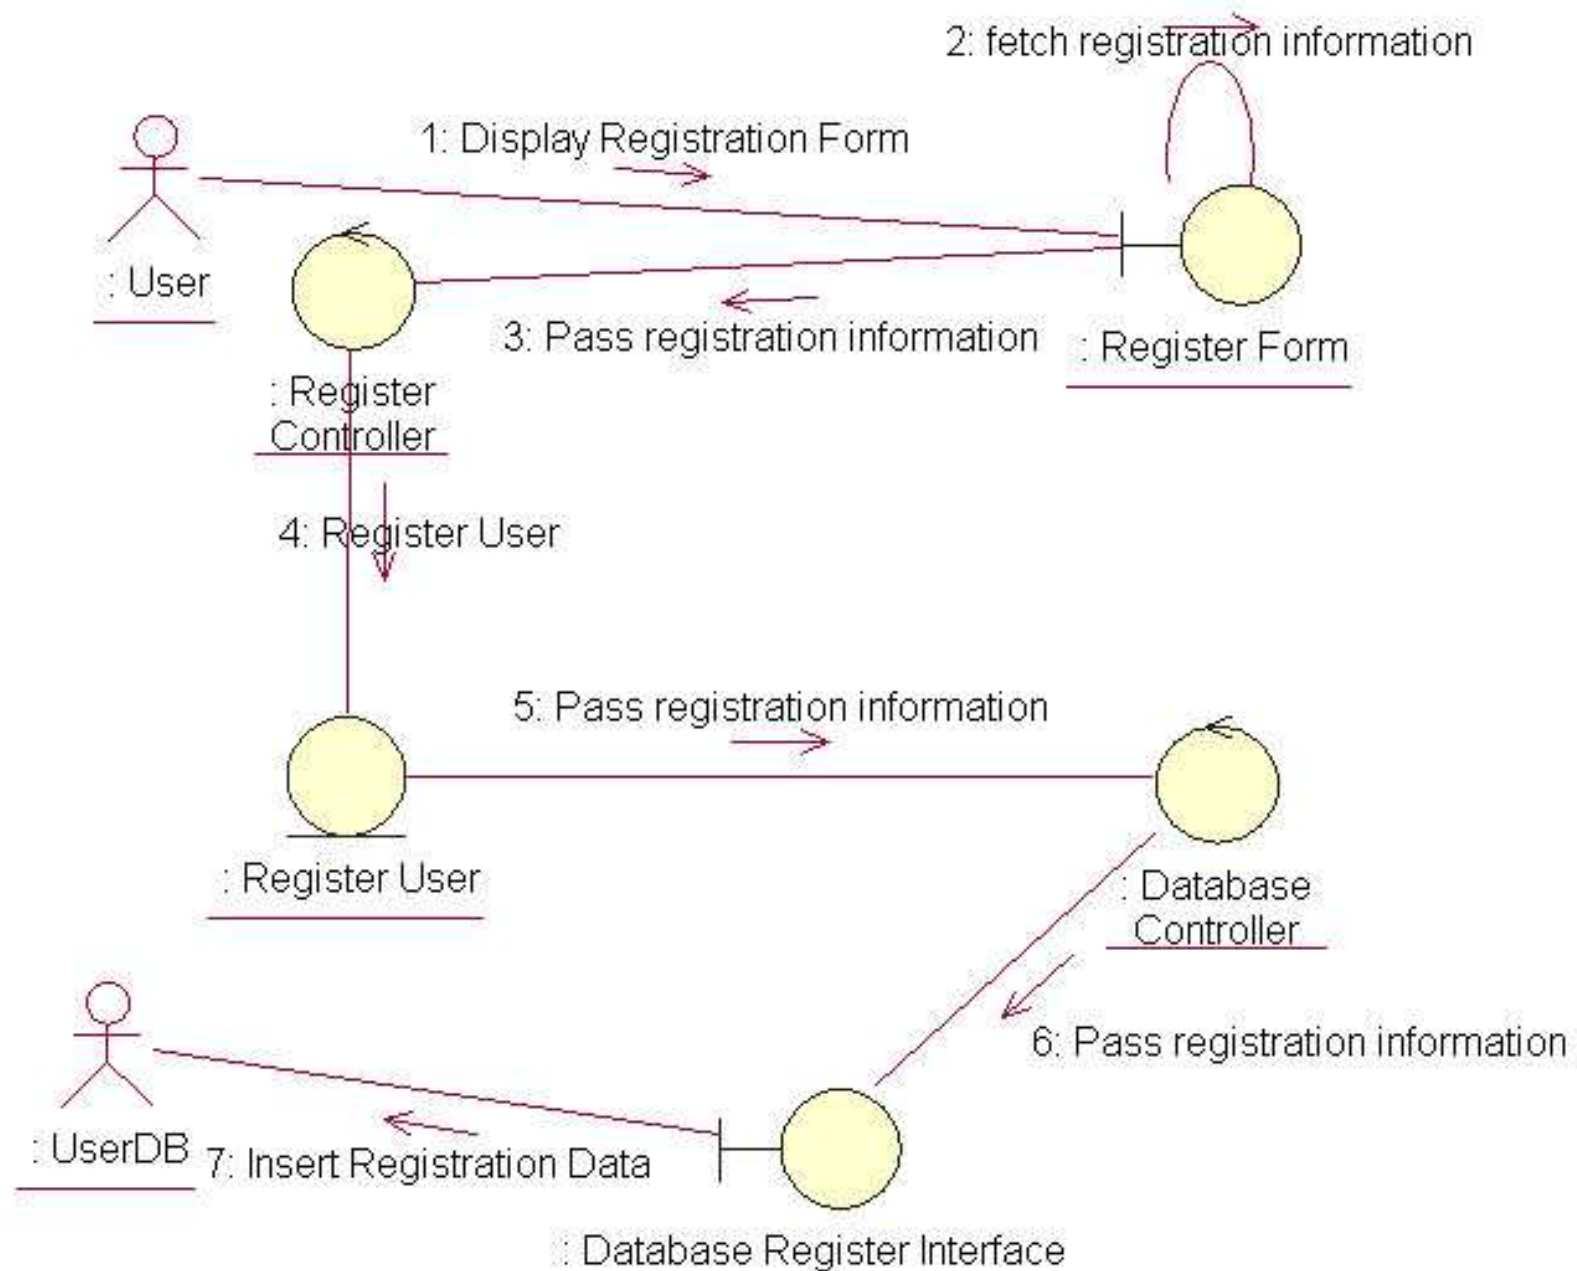 2: fetch registration information
1: Display Registration Form
: User
3: Pass registration information
: Register Form
: Register
Controller
4: Register User
5: Pass registration information
: Register User
: Database
Controller
6: Pass registration information
: UserDB
7: Insert Registration Data
: Database Register Interface